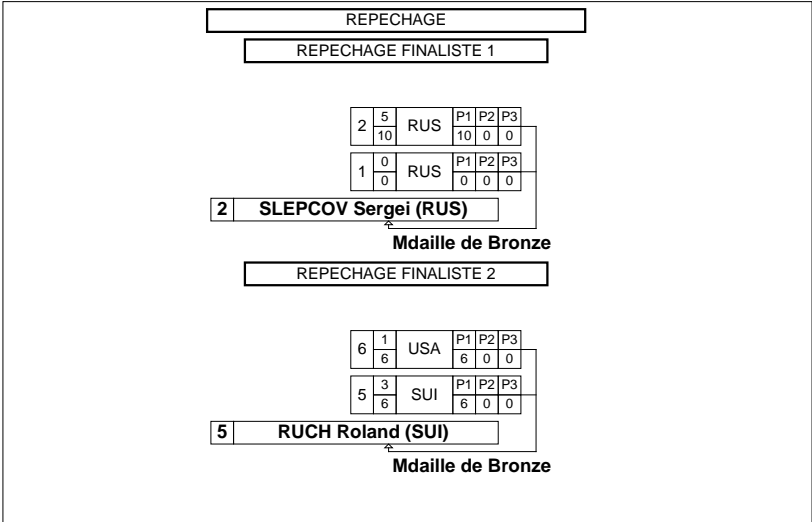 REPECHAGE
REPECHAGE FINALISTE 1
2 5 RUS P1 P2 P3
10 10 0 0
1 0 RUS P1 P2 P3
0 0 0 0
2 SLEPCOV Sergei (RUS)
Mdaille de Bronze
REPECHAGE FINALISTE 2
6 1 USA P1 P2 P3
6 6 0 0
5 3 SUI P1 P2 P3
6 6 0 0
5 RUCH Roland (SUI)
Mdaille de Bronze